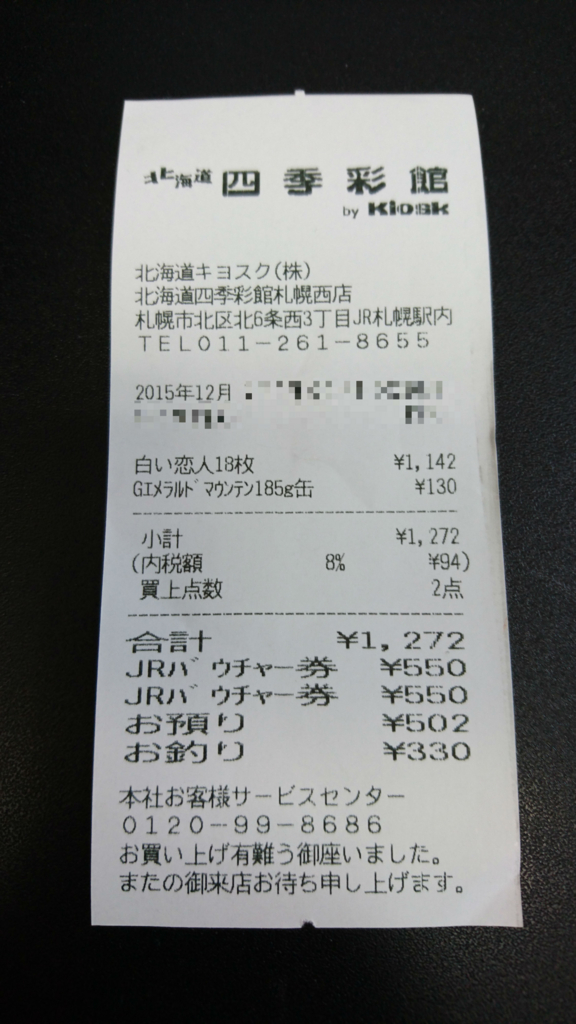 北海道 四季彩館
by Kiosk
北海道キヨスク(株)
北海道四季彩館札幌西店
札幌市北区北6条西3丁目JR札幌駅内
TEL011-261-8655
2015年12月
白い恋人18枚 ¥1,142
Gエメラルド マウンテン185g缶 ¥130
小計 ¥1,272
(内税額 8% ¥94)
買上点数 2点
合計 ¥1,272
JRバウチャー券 ¥550
JRバウチャー券 ¥550
お預り ¥502
お釣り ¥330
本社お客様サービスセンター
0120-99-8686
お買い上げ有難う御座いました。
またの御来店お待ち申し上げます。